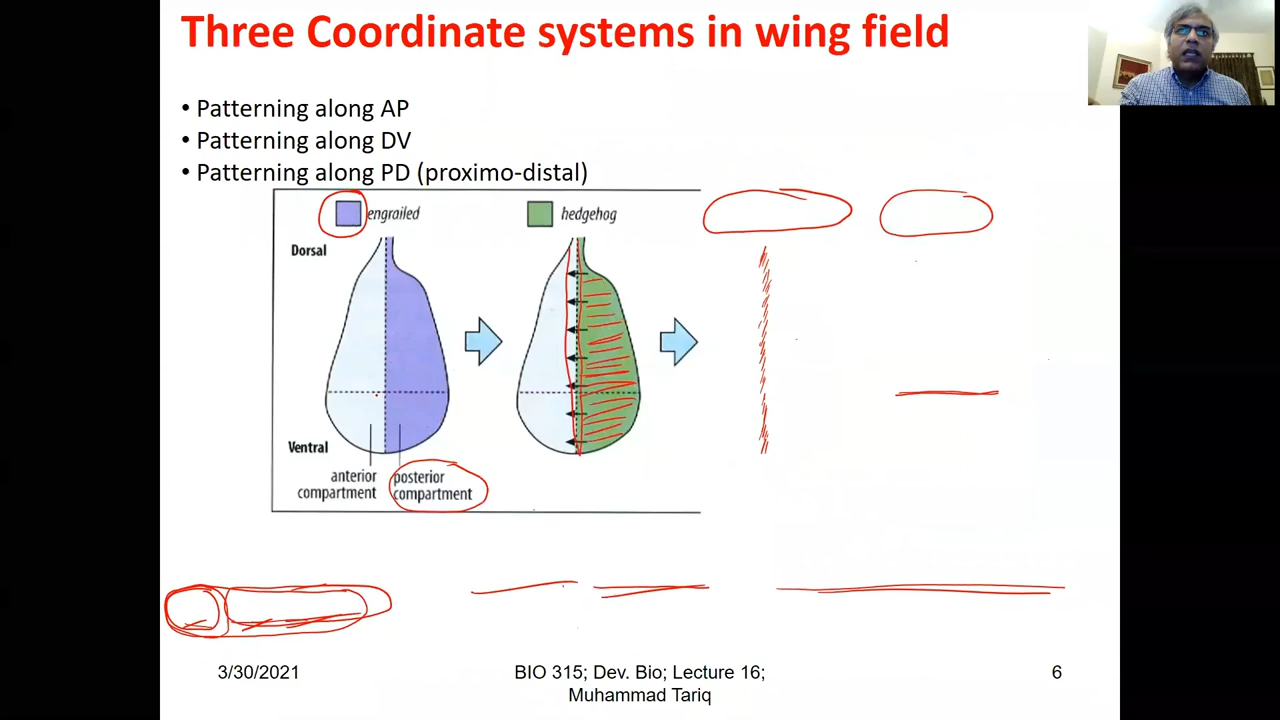 Three Coordinate systems in wing field
• Patterning along AP
• Patterning along DV
• Patterning along PD (proximo-distal)
engrailed
hedgehog
Dorsal
Ventral
anterior
compartment
posterior
compartment
3/30/2021
BIO 315; Dev. Bio; Lecture 16;
Muhammad Tariq
6